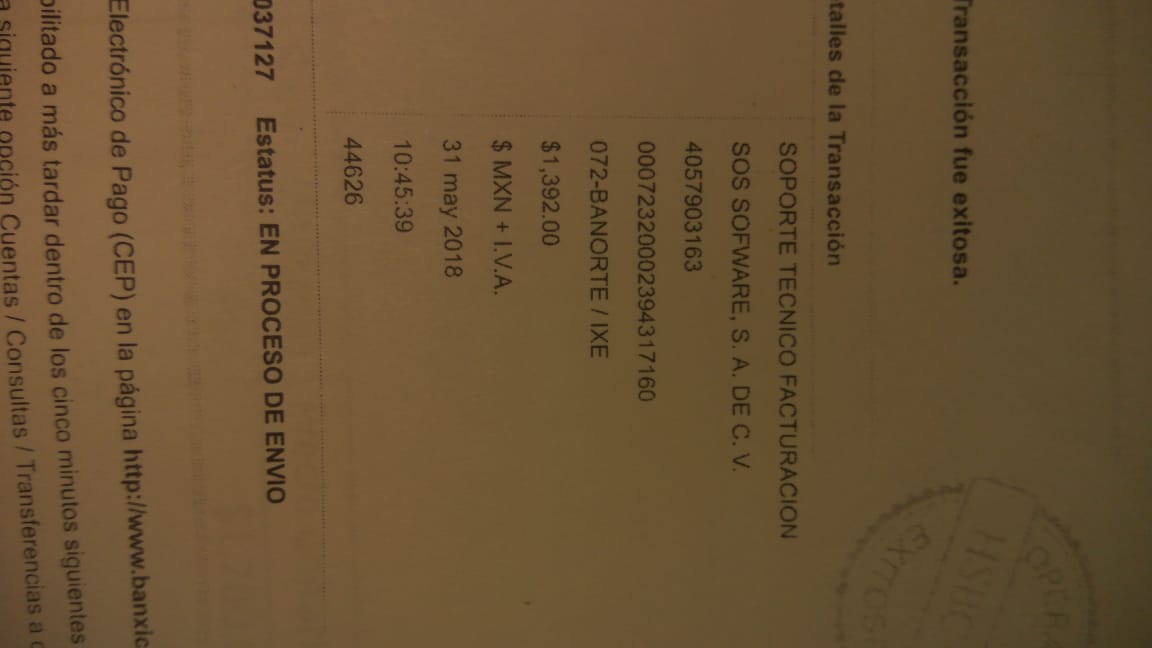 Transacción fue exitosa.
talles de la Transacción
SOPORTE TECNICO FACTURACION
SOS SOFWARE, S. A. DE C. V.
4057903163
000723200023943​17160
072-BANORTE / IXE
$1,392.00
$ MXN + I.V.A.
31 may 2018
10:45:39
44626
037127 Estatus: EN PROCESO DE ENVIO
Electrónico de Pago (CEP) en la página http://www.banxic
bilitado a más tardar dentro de los cinco minutos siguientes
a siguiente opción Cuentas / Consultas / Transferencias a
OPERA
HSBC
EXITOS